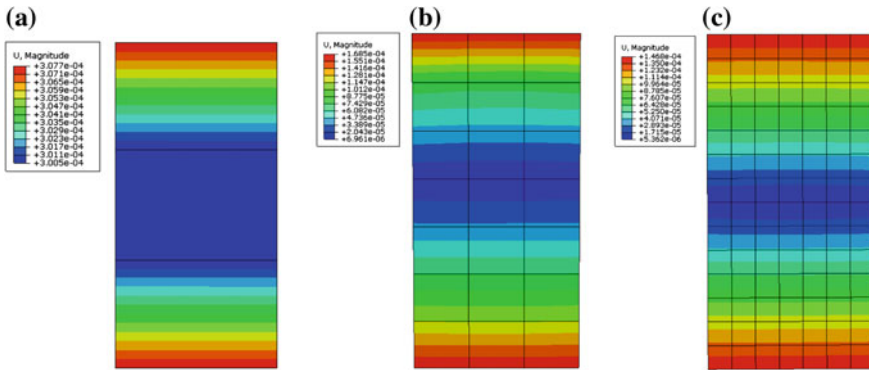 (a)
U, Magnitude
+3.077e-04
+3.071e-04
+3.065e-04
+3.059e-04
+3.053e-04
+3.047e-04
+3.041e-04
+3.035e-04
+3.029e-04
+3.023e-04
+3.017e-04
+3.011e-04
+3.005e-04
(b)
U, Magnitude
+1.685e-04
+1.551e-04
+1.416e-04
+1.281e-04
+1.147e-04
+1.012e-04
+8.775e-05
+7.429e-05
+6.082e-05
+4.736e-05
+3.389e-05
+2.043e-05
+6.961e-06
(c)
U, Magnitude
+1.468e-04
+1.350e-04
+1.232e-04
+1.114e-04
+9.964e-05
+8.785e-05
+7.607e-05
+6.428e-05
+5.250e-05
+4.071e-05
+2.893e-05
+1.715e-05
+5.362e-06